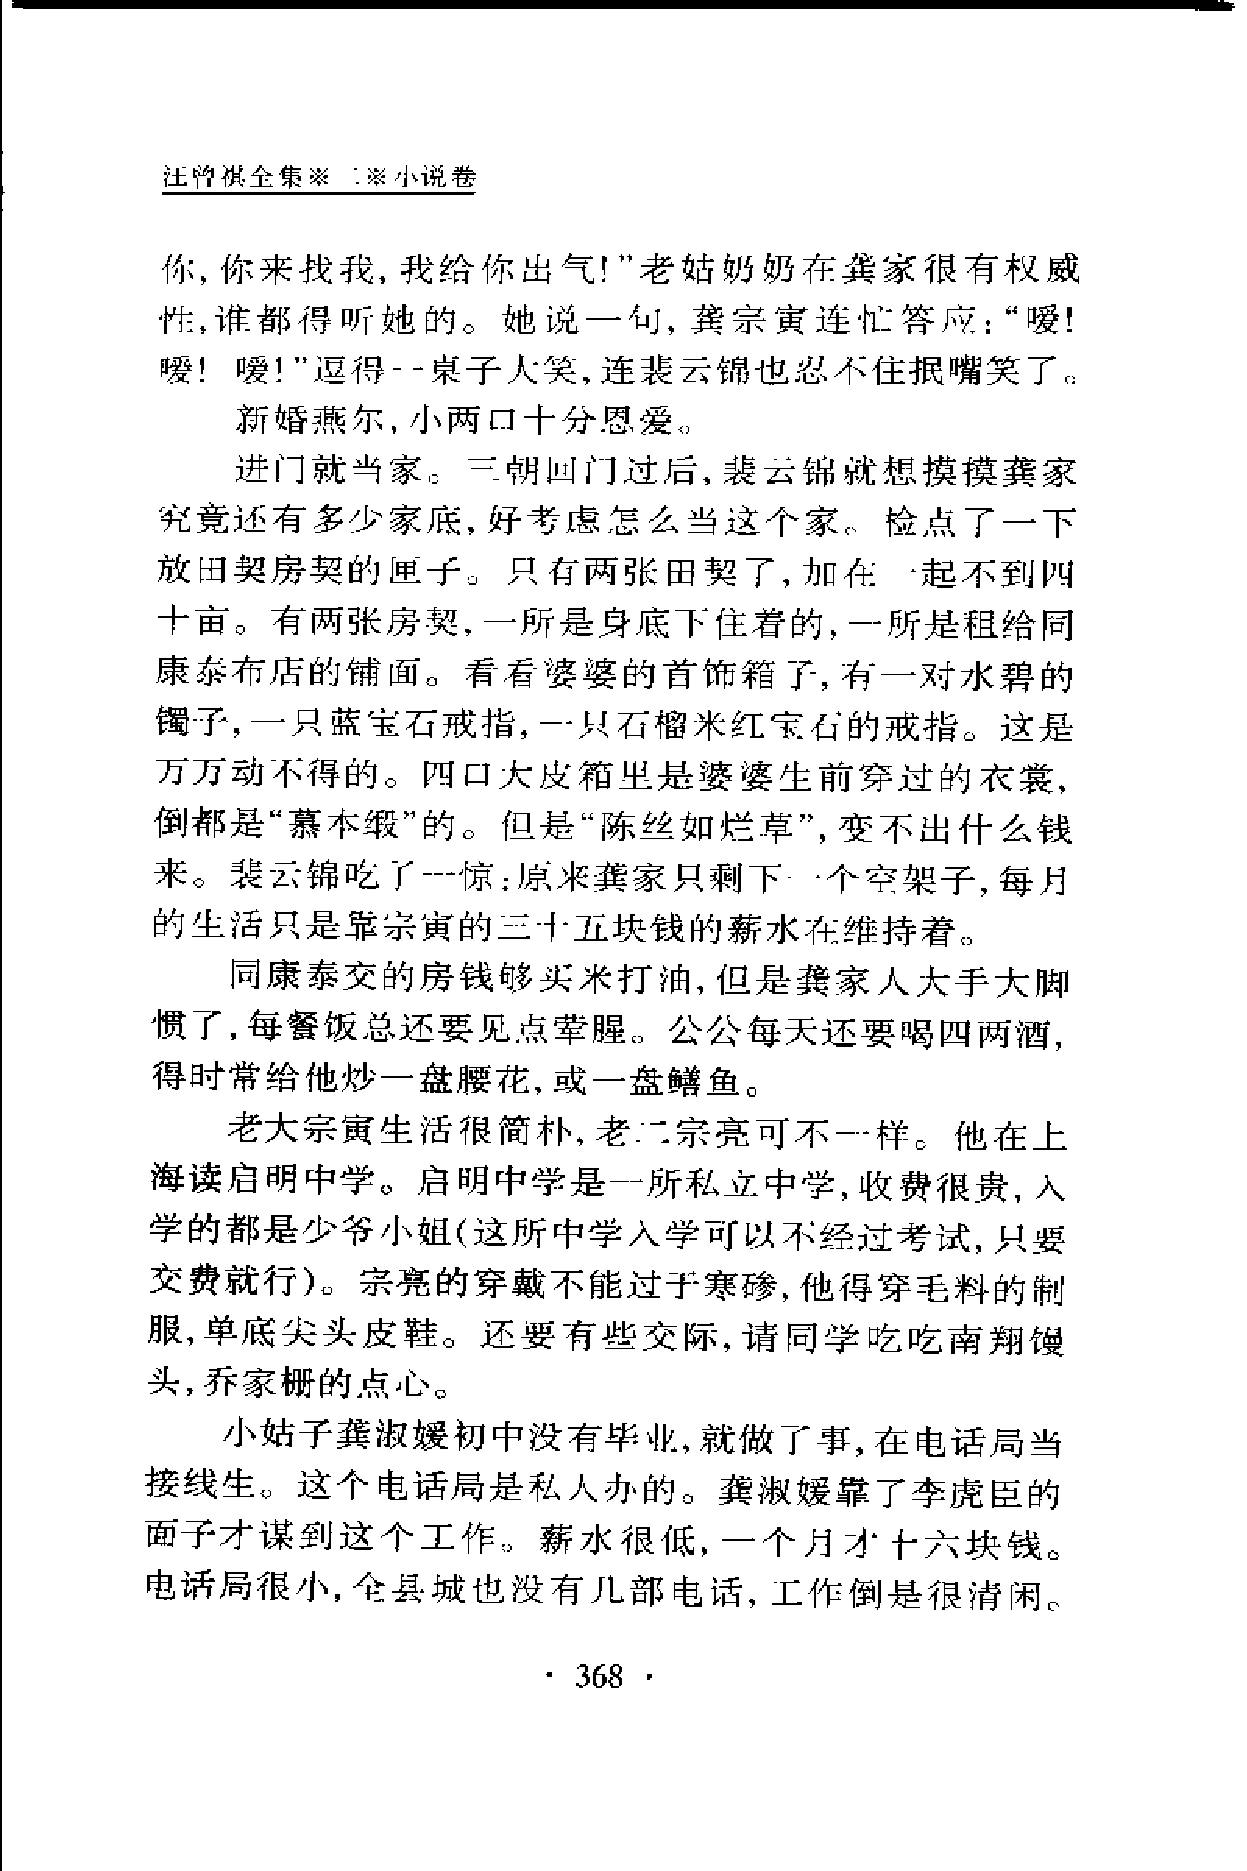 汪曾祺全集※二※小说卷
你,你来找我,我给你出气!”老姑奶奶在龚家很有权威
性,谁都得听她的。她说一句,龚宗寅连忙答应:“嗳!
嗳! 嗳!”逗得一桌子大笑,连裴云锦也忍不住抿嘴笑了。
新婚燕尔,小两口十分恩爱。
进门就当家。三朝回门过后,裴云锦就想摸摸龚家
究竟还有多少家底,好考虑怎么当这个家。检点了一下
放田契房契的匣子。只有两张田契了,加在一起不到四
十亩。有两张房契,一所是身底下住着的,一所是租给同
康泰布店的铺面。看看婆婆的首饰箱子,有一对水碧的
镯子,一只蓝宝石戒指,一只石榴米红宝石的戒指。这是
万万动不得的。四口大皮箱里是婆婆生前穿过的衣裳,
倒都是“慕本缎”的。但是“陈丝如烂草”,变不出什么钱
来。裴云锦吃了一惊:原来龚家只剩下一个空架子,每月
的生活只是靠宗寅的三十五块钱的薪水在维持着。
同康泰交的房钱够买米打油,但是龚家人大手大脚
惯了,每餐饭总还要见点荤腥。公公每天还要喝四两酒,
得时常给他炒一盘腰花,或一盘鳝鱼。
老大宗寅生活很简朴,老二宗亮可不一样。他在上
海读启明中学。启明中学是一所私立中学,收费很贵,入
学的都是少爷小姐(这所中学入学可以不经过考试,只要
交费就行)。宗亮的穿戴不能过于寒碜,他得穿毛料的制
服,单底尖头皮鞋。还要有些交际,请同学吃吃南翔馒
头,乔家栅的点心。
小姑子龚淑媛初中没有毕业,就做了事,在电话局当
接线生。这个电话局是私人办的。龚淑媛靠了李虎臣的
面子才谋到这个工作。薪水很低,一个月才十六块钱。
电话局很小,全县城也没有几部电话,工作倒是很清闲。
· 368 ·